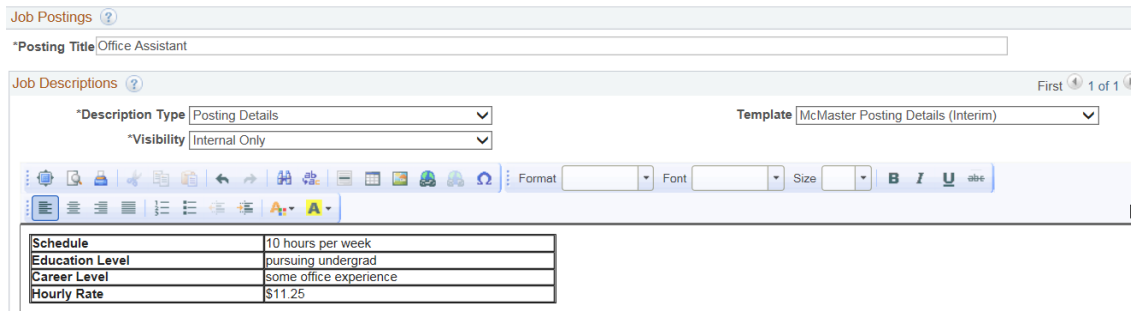 Job Postings ?
*Posting Title Office Assistant
Job Descriptions ? First 1 of 1
*Description Type Posting Details Template McMaster Posting Details (Interim)
*Visibility Internal Only
Format Font Size B I U abc
Schedule 10 hours per week
Education Level pursuing undergrad
Career Level some office experience
Hourly Rate $11.25